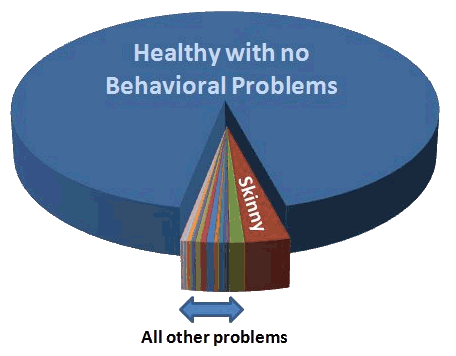 Healthy with no
Behavioral Problems
Skinny
All other problems